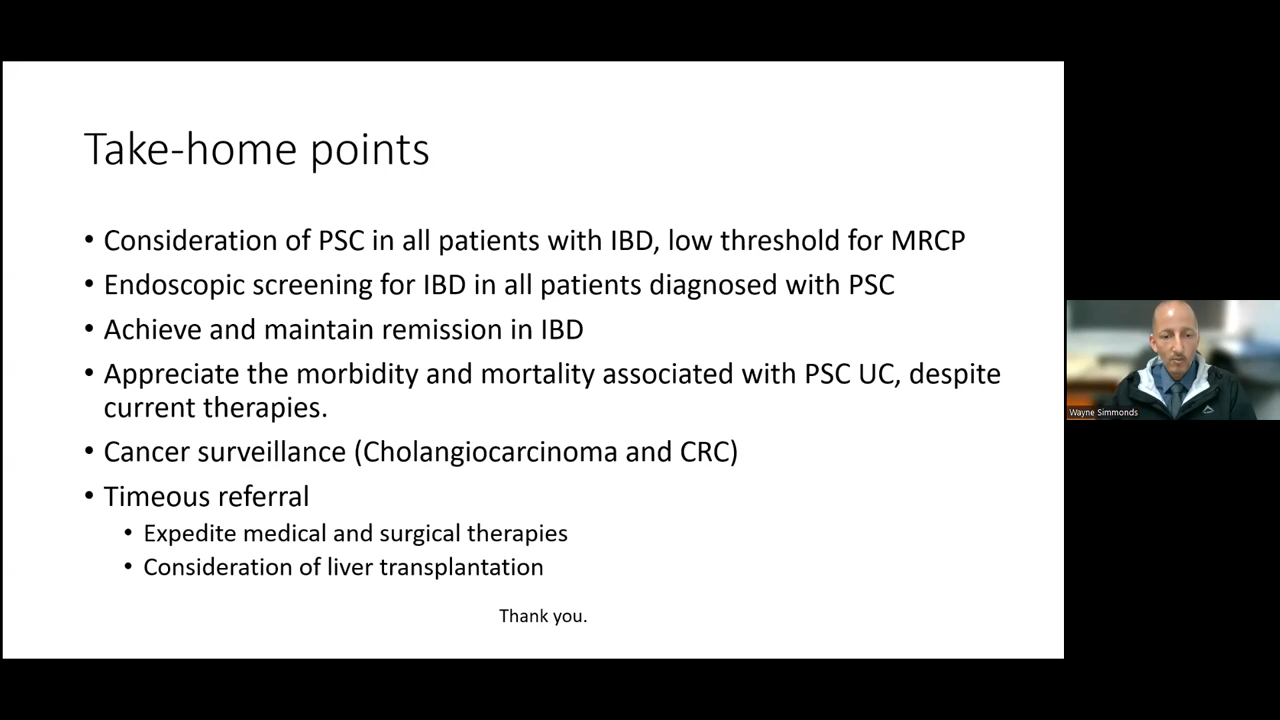 Take-home points
• Consideration of PSC in all patients with IBD, low threshold for MRCP
• Endoscopic screening for IBD in all patients diagnosed with PSC
• Achieve and maintain remission in IBD
• Appreciate the morbidity and mortality associated with PSC UC, despite
current therapies.
• Cancer surveillance (Cholangiocarcinoma and CRC)
• Timeous referral
• Expedite medical and surgical therapies
• Consideration of liver transplantation
Thank you.
Wayne Simmonds